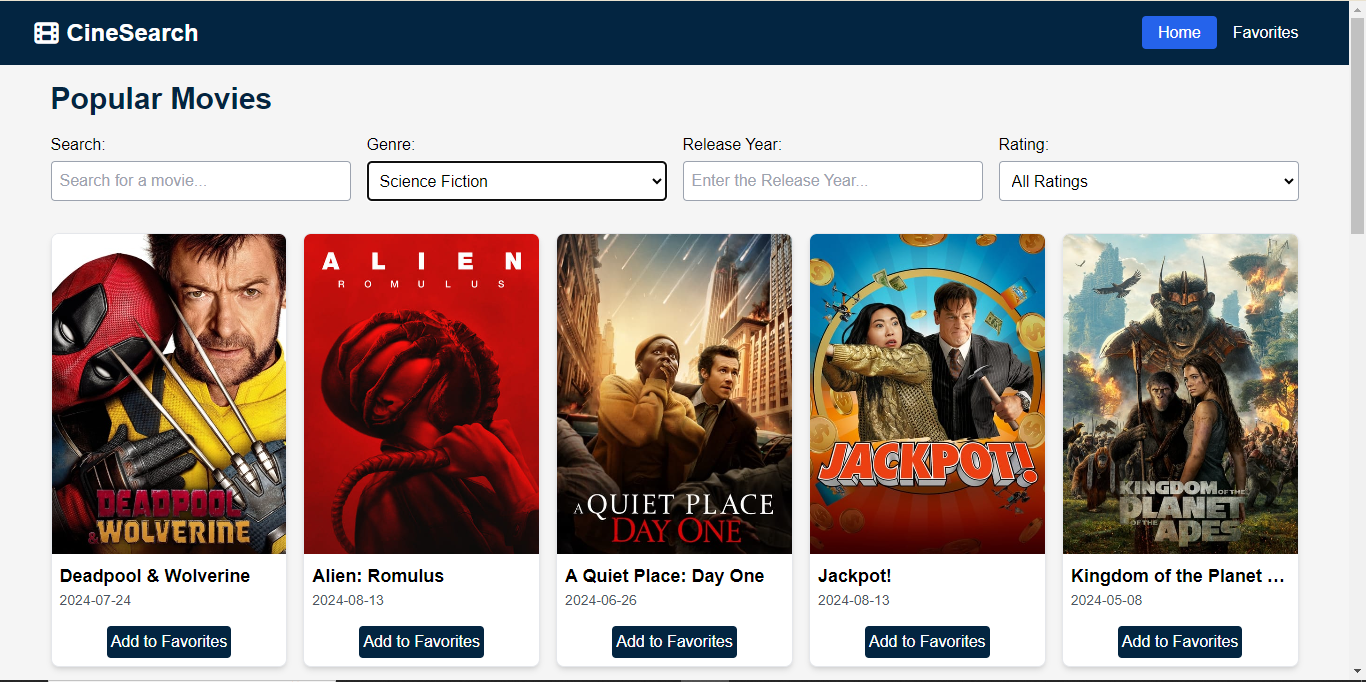 CineSearch
Home Favorites
Popular Movies
Search: Genre: Release Year: Rating:
Search for a movie... Science Fiction Enter the Release Year... All Ratings
ALIEN
ROMULUS
DEADPOOL
& WOLVERINE
A QUIET PLACE
DAY ONE
JACKPOT!
KINGDOM OF THE
PLANET
OF THE APES
Deadpool & Wolverine Alien: Romulus A Quiet Place: Day One Jackpot! Kingdom of the Planet ...
2024-07-24 2024-08-13 2024-06-26 2024-08-13 2024-05-08
Add to Favorites Add to Favorites Add to Favorites Add to Favorites Add to Favorites